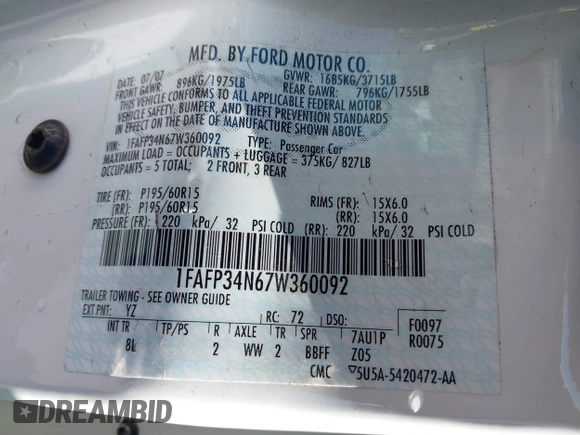 MFD. BY FORD MOTOR CO.
DATE: 07/07 GVWR: 1685KG/3715LB
FRONT GAWR: 896KG/1975LB REAR GAWR: 796KG/1755LB
THIS VEHICLE CONFORMS TO ALL APPLICABLE FEDERAL MOTOR
VEHICLE SAFETY, BUMPER, AND THEFT PREVENTION STANDARDS
IN EFFECT ON THE DATE OF MANUFACTURE SHOWN ABOVE.
VIN: 1FAFP34N67W360092 TYPE: Passenger Car
MAXIMUM LOAD = OCCUPANTS + LUGGAGE = 375KG/ 827LB
OCCUPANTS = 5 TOTAL; 2 FRONT, 3 REAR
TIRE (FR): P195/60R15 RIMS (FR): 15X6.0
(RR): P195/60R15 (RR): 15X6.0
PRESSURE (FR): 220 kPa/ 32 PSI COLD (RR): 220 kPa/ 32 PSI COLD
1FAFP34N67W360092
TRAILER TOWING - SEE OWNER GUIDE
EXT PNT: YZ RC: 72 DSO: F0097
INT TR TP/PS R AXLE TR SPR 7AU1P R0075
8L 2 WW 2 BBFF Z05
CMC ▽5U5A-5420472-AA
DREAMBID